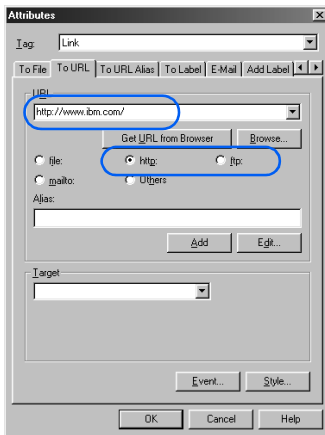 Attributes
Tag: Link
To File To URL To URL Alias To Label E-Mail Add Label
URL
http://www.ibm.com/
Get URL from Browser Browse...
file: http: ftp:
mailto: Others
Alias:
Add Edit...
Target
Event... Style...
OK Cancel Help